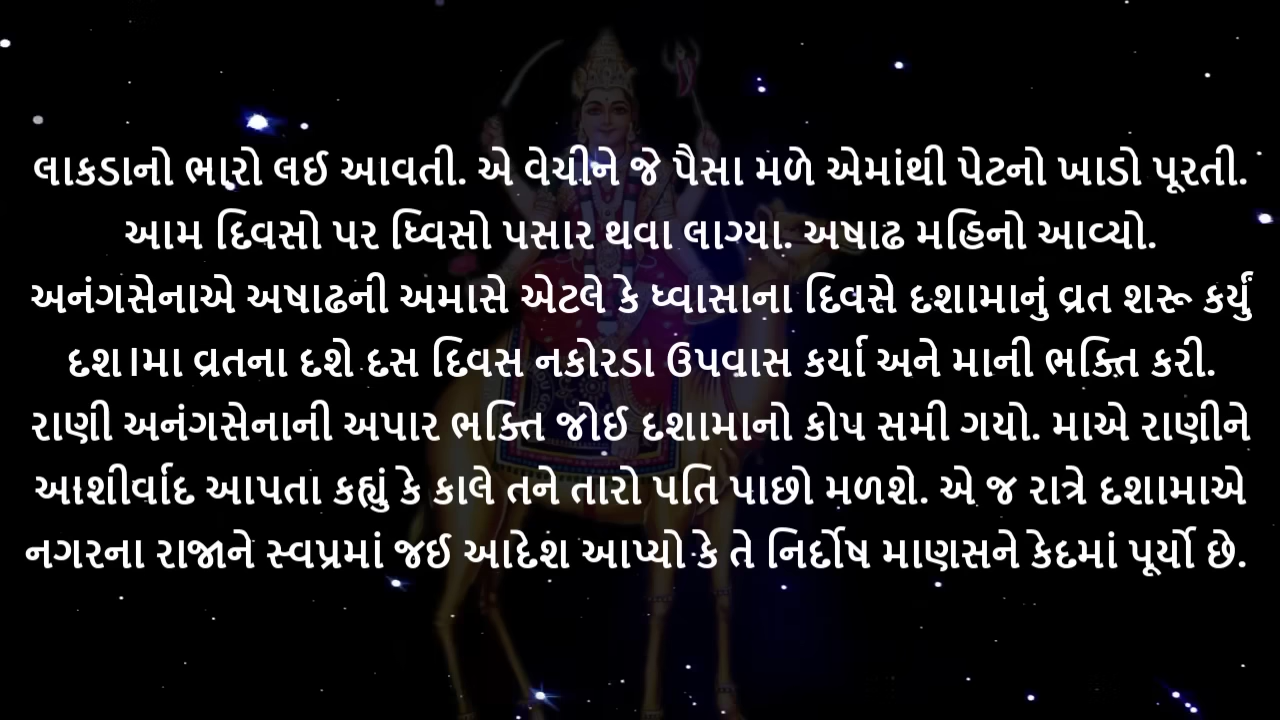 લાકડાનો ભારો લઈ આવતી. એ વેચીને જે પૈસા મળે એમાંથી પેટનો ખાડો પૂરતી.
આમ દિવસો પર ધ્વિસો પસાર થવા લાગ્યા. અષાઢ મહિનો આવ્યો.
અનંગસેનાએ અષાઢની અમાસે એટલે કે ધ્વાસાના દિવસે દશામાનું વ્રત શરૂ કર્યું
દશામા વ્રતના દશે દસ દિવસ નકોરડા ઉપવાસ કર્યા અને માની ભક્તિ કરી.
રાણી અનંગસેનાની અપાર ભક્તિ જોઈ દશામાનો કોપ સમી ગયો. માએ રાણીને
આશીર્વાદ આપતા કહ્યું કે કાલે તને તારો પતિ પાછો મળશે. એ જ રાત્રે દશામાએ
નગરના રાજાને સ્વપ્રમાં જઈ આદેશ આપ્યો કે તે નિર્દોષ માણસને કેદમાં પૂર્યો છે.